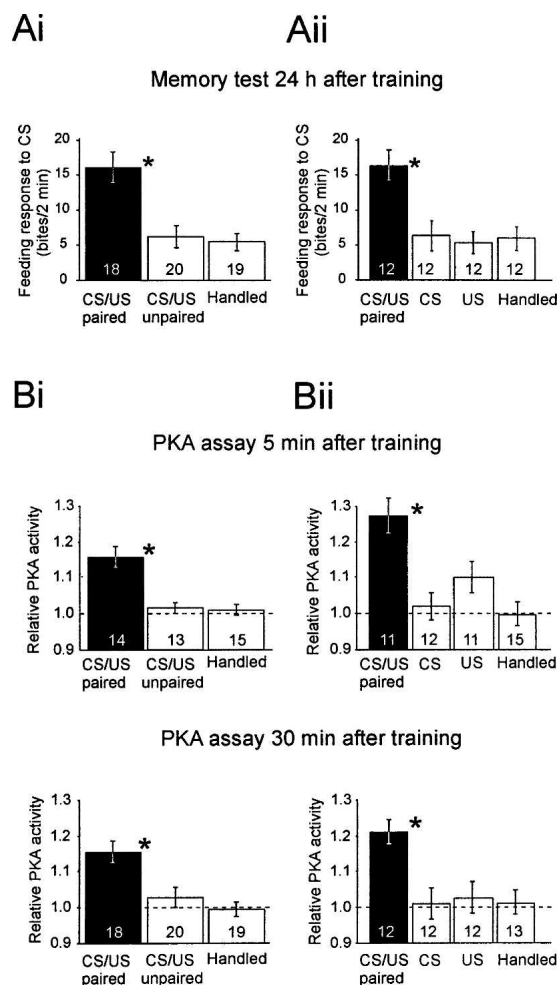 Ai
Aii
Memory test 24 h after training
Feeding response to CS
(bites/2 min)
20
15
10
5
0
18
20
19
*
CS/US
paired
CS/US
unpaired
Handled
Feeding response to CS
(bites/2 min)
20
15
10
5
0
12
12
12
12
*
CS/US
paired
CS
US
Handled
Bi
Bii
PKA assay 5 min after training
Relative PKA activity
1.3
1.2
1.1
1.0
0.9
14
13
15
*
CS/US
paired
CS/US
unpaired
Handled
Relative PKA activity
1.3
1.2
1.1
1.0
0.9
11
12
11
15
*
CS/US
paired
CS
US
Handled
PKA assay 30 min after training
Relative PKA activity
1.3
1.2
1.1
1.0
0.9
18
20
19
*
CS/US
paired
CS/US
unpaired
Handled
Relative PKA activity
1.3
1.2
1.1
1.0
0.9
12
12
12
13
*
CS/US
paired
CS
US
Handled